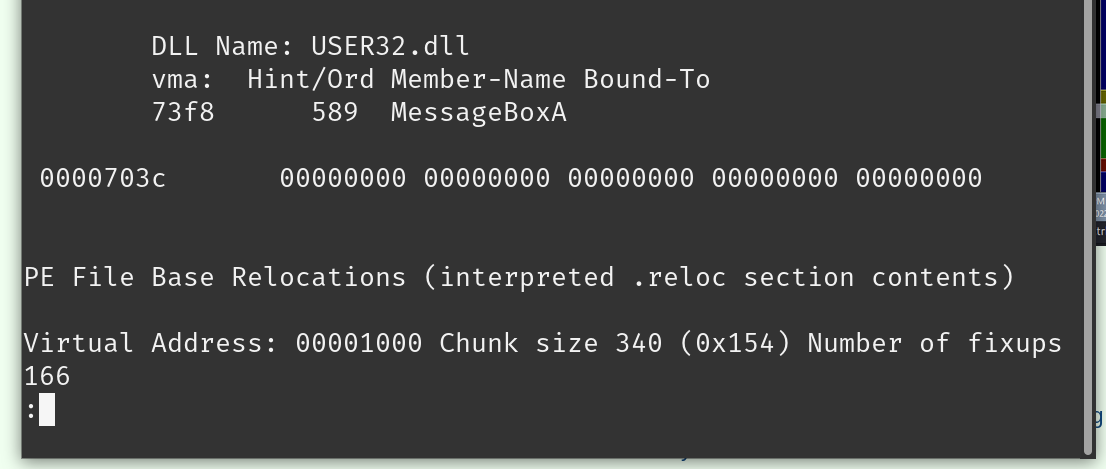 DLL Name: USER32.dll
vma:  Hint/Ord Member-Name Bound-To
73f8      589  MessageBoxA
0000703c       00000000 00000000 00000000 00000000 00000000
PE File Base Relocations (interpreted .reloc section contents)
Virtual Address: 00001000 Chunk size 340 (0x154) Number of fixups
166
: